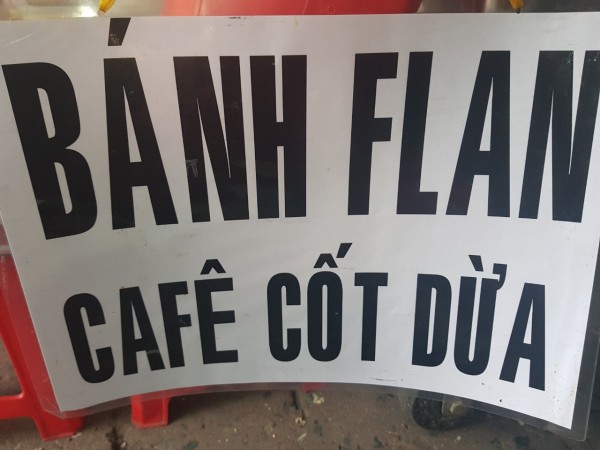 BÁNH FLAN
CAFÊ CỐT DỪA